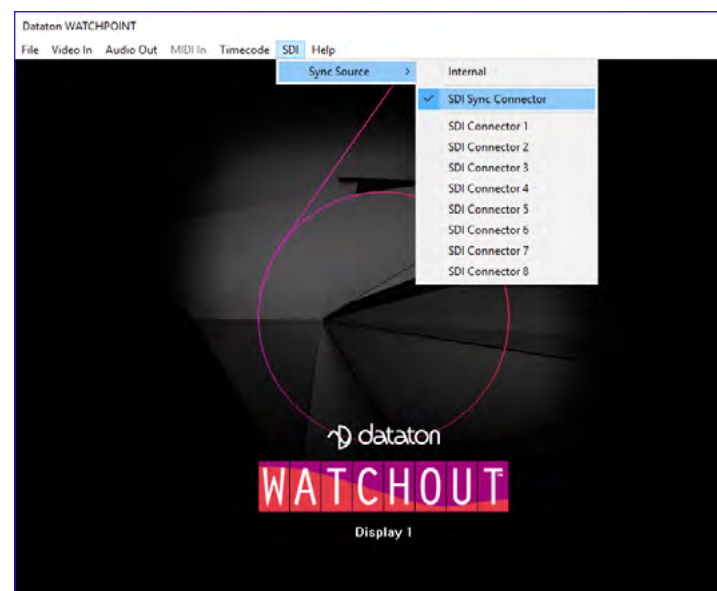 Dataton WATCHPOINT
File Video In Audio Out MIDI In Timecode SDI Help
Sync Source >
Internal
SDI Sync Connector
SDI Connector 1
SDI Connector 2
SDI Connector 3
SDI Connector 4
SDI Connector 5
SDI Connector 6
SDI Connector 7
SDI Connector 8
dataton
WATCHOUT™
Display 1